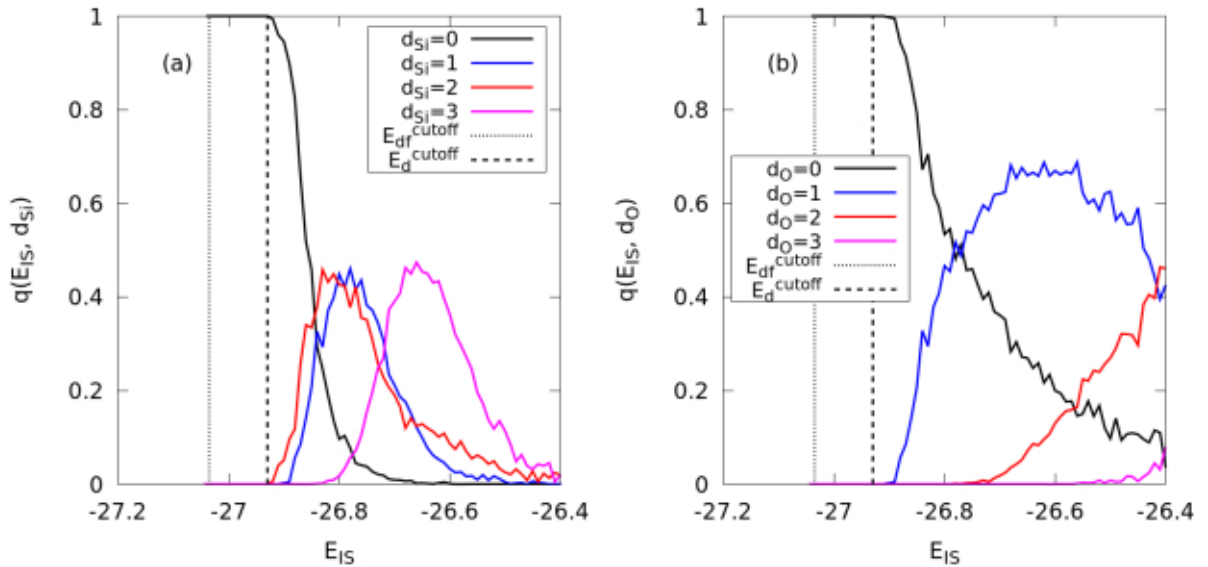 (a)
d_Si=0
d_Si=1
d_Si=2
d_Si=3
E_df^cutoff
E_d^cutoff
q(E_IS, d_Si)
1
0.8
0.6
0.4
0.2
0
-27.2
-27
-26.8
-26.6
-26.4
E_IS
(b)
d_O=0
d_O=1
d_O=2
d_O=3
E_df^cutoff
E_d^cutoff
q(E_IS, d_O)
1
0.8
0.6
0.4
0.2
0
-27.2
-27
-26.8
-26.6
-26.4
E_IS